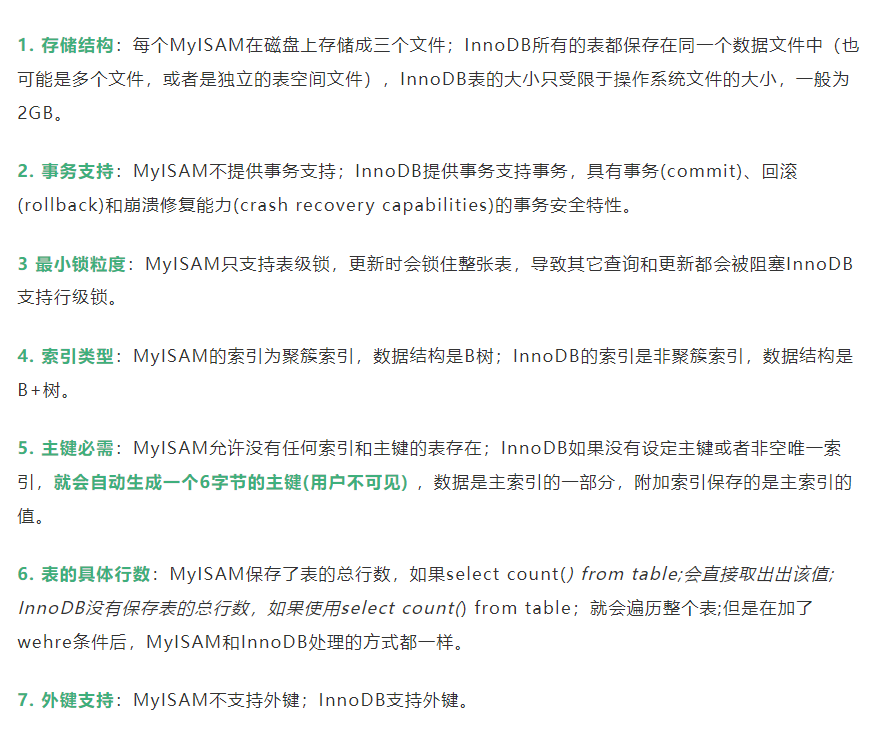 1. 存储结构：每个MyISAM在磁盘上存储成三个文件；InnoDB所有的表都保存在同一个数据文件中（也
可能是多个文件，或者是独立的表空间文件），InnoDB表的大小只受限于操作系统文件的大小，一般为
2GB。
2. 事务支持：MyISAM不提供事务支持；InnoDB提供事务支持事务，具有事务(commit)、回滚
(rollback)和崩溃修复能力(crash recovery capabilities)的事务安全特性。
3 最小锁粒度：MyISAM只支持表级锁，更新时会锁住整张表，导致其它查询和更新都会被阻塞InnoDB
支持行级锁。
4. 索引类型：MyISAM的索引为聚簇索引，数据结构是B树；InnoDB的索引是非聚簇索引，数据结构是
B+树。
5. 主键必需：MyISAM允许没有任何索引和主键的表存在；InnoDB如果没有设定主键或者非空唯一索
引，就会自动生成一个6字节的主键(用户不可见)，数据是主索引的一部分，附加索引保存的是主索引的
值。
6. 表的具体行数：MyISAM保存了表的总行数，如果select count() from table;会直接取出出该值;
InnoDB没有保存表的总行数，如果使用select count() from table；就会遍历整个表;但是在加了
wehre条件后，MyISAM和InnoDB处理的方式都一样。
7. 外键支持：MyISAM不支持外键；InnoDB支持外键。